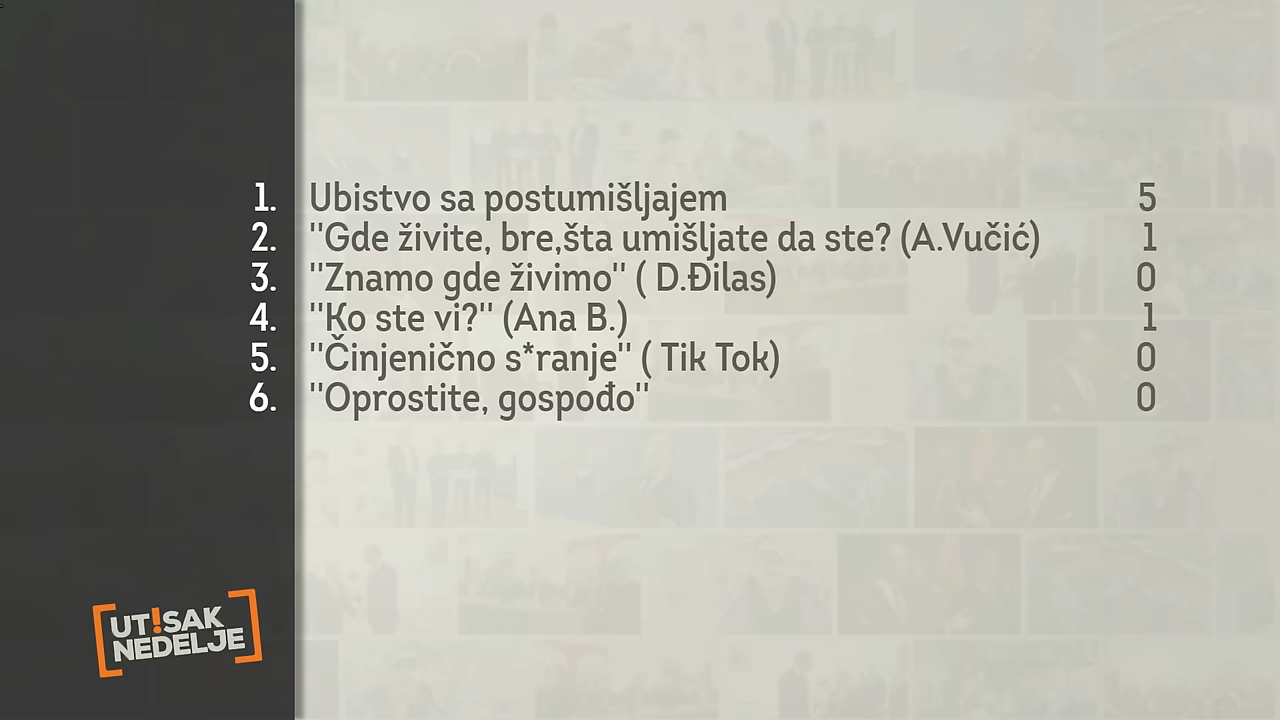 1. Ubistvo sa postumišljajem 5
2. "Gde živite, bre,šta umišljate da ste? (A.Vučić) 1
3. "Znamo gde živimo" ( D.Đilas) 0
4. "Ko ste vi?" (Ana B.) 1
5. "Činjenično s*ranje" ( Tik Tok) 0
6. "Oprostite, gospođo" 0
UT!SAK
NEDELJE